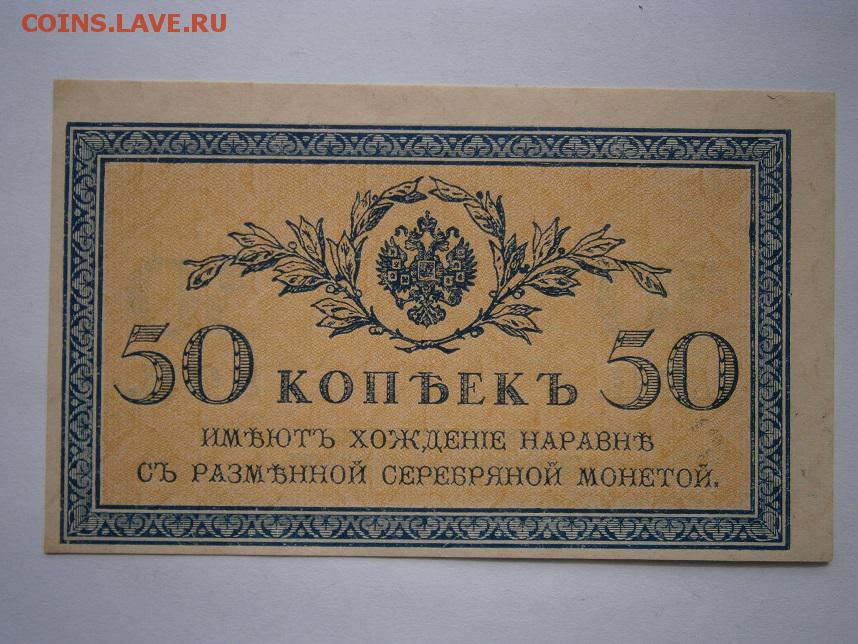 COINS.LAVE.RU
50 КОПѢЕКЪ 50
ИМѢЮТЪ ХОЖДЕНІЕ НАРАВНѢ
СЪ РАЗМѢННОЙ СЕРЕБРЯНОЙ МОНЕТОЙ.